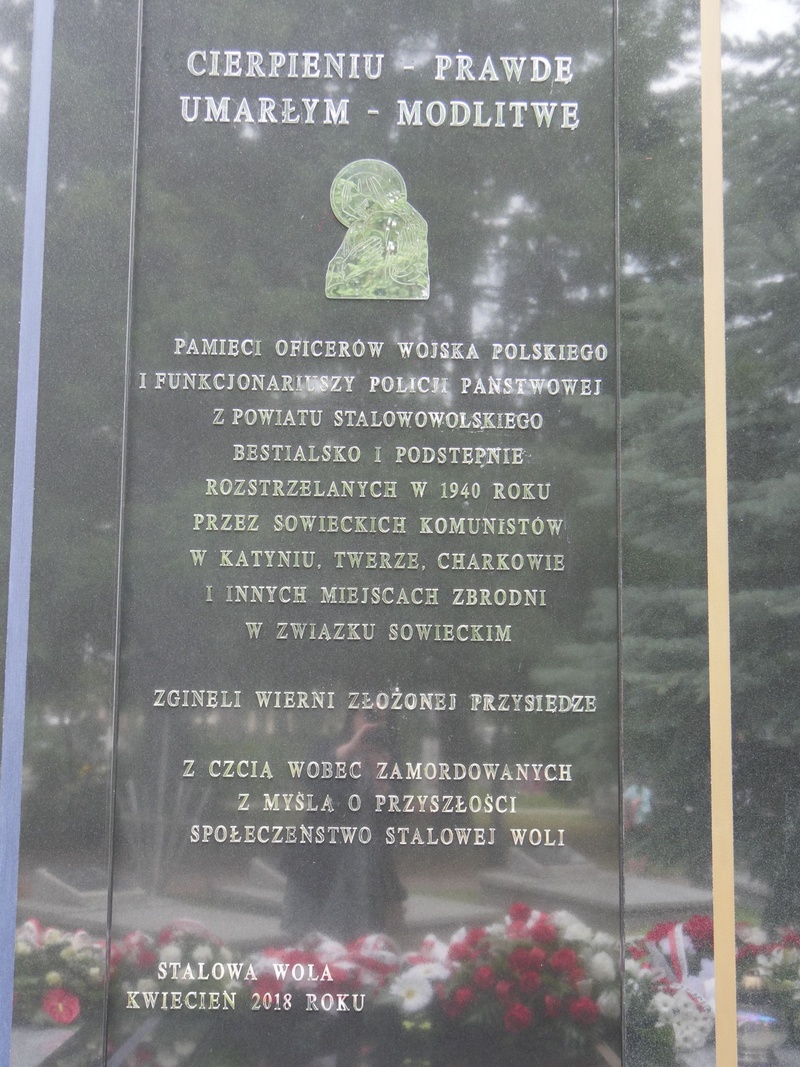 CIERPIENIU - PRAWDĘ
UMARŁYM - MODLITWĘ
PAMIĘCI OFICERÓW WOJSKA POLSKIEGO
I FUNKCJONARIUSZY POLICJI PAŃSTWOWEJ
Z POWIATU STALOWOWOLSKIEGO
BESTIALSKO I PODSTĘPNIE
ROZSTRZELANYCH W 1940 ROKU
PRZEZ SOWIECKICH KOMUNISTÓW
W KATYNIU, TWERZE, CHARKOWIE
I INNYCH MIEJSCACH ZBRODNI
W ZWIĄZKU SOWIECKIM
ZGINĘLI WIERNI ZŁOŻONEJ PRZYSIĘDZE
Z CZCIĄ WOBEC ZAMORDOWANYCH
Z MYŚLĄ O PRZYSZŁOŚCI
SPOŁECZEŃSTWO STALOWEJ WOLI
STALOWA WOLA
KWIECIEŃ 2018 ROKU